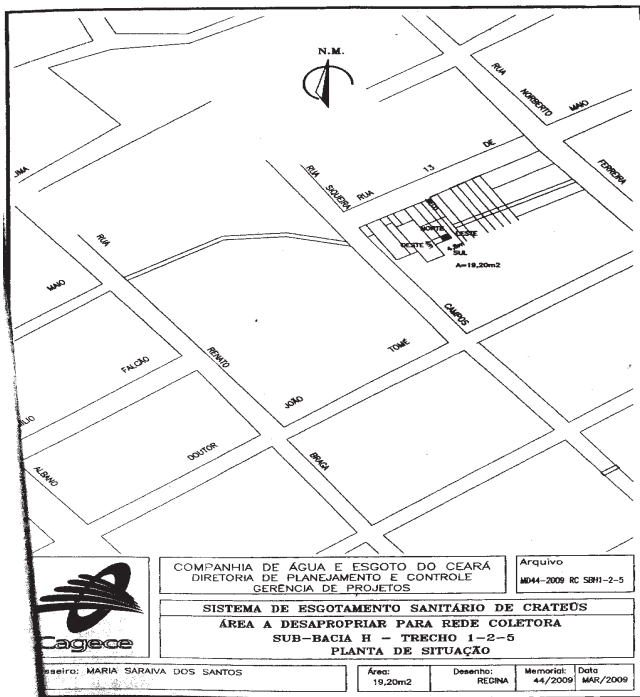 N.M.
RUA
NORBERTO
FERREIRA
RUA
SIQUEIRA
CAMPOS
RUA 13 DE MAIO
NORTE
OESTE
LESTE
SUL
A=19,20m2
RUA
RENATO
BRAGA
MAIO
FALCÃO
ALBANO
DOUTOR
JOÃO
TOMÉ
COMPANHIA DE ÁGUA E ESGOTO DO CEARÁ
DIRETORIA DE PLANEJAMENTO E CONTROLE
GERÊNCIA DE PROJETOS
Arquivo
MD44-2009 RC SBH1-2-5
Cagece
SISTEMA DE ESGOTAMENTO SANITÁRIO DE CRATEÚS
ÁREA A DESAPROPRIAR PARA REDE COLETORA
SUB-BACIA H - TRECHO 1-2-5
PLANTA DE SITUAÇÃO
sseiro: MARIA SARAIVA DOS SANTOS
Área:
19,20m2
Desenho:
REGINA
Memorial:
44/2009
Data
MAR/2009